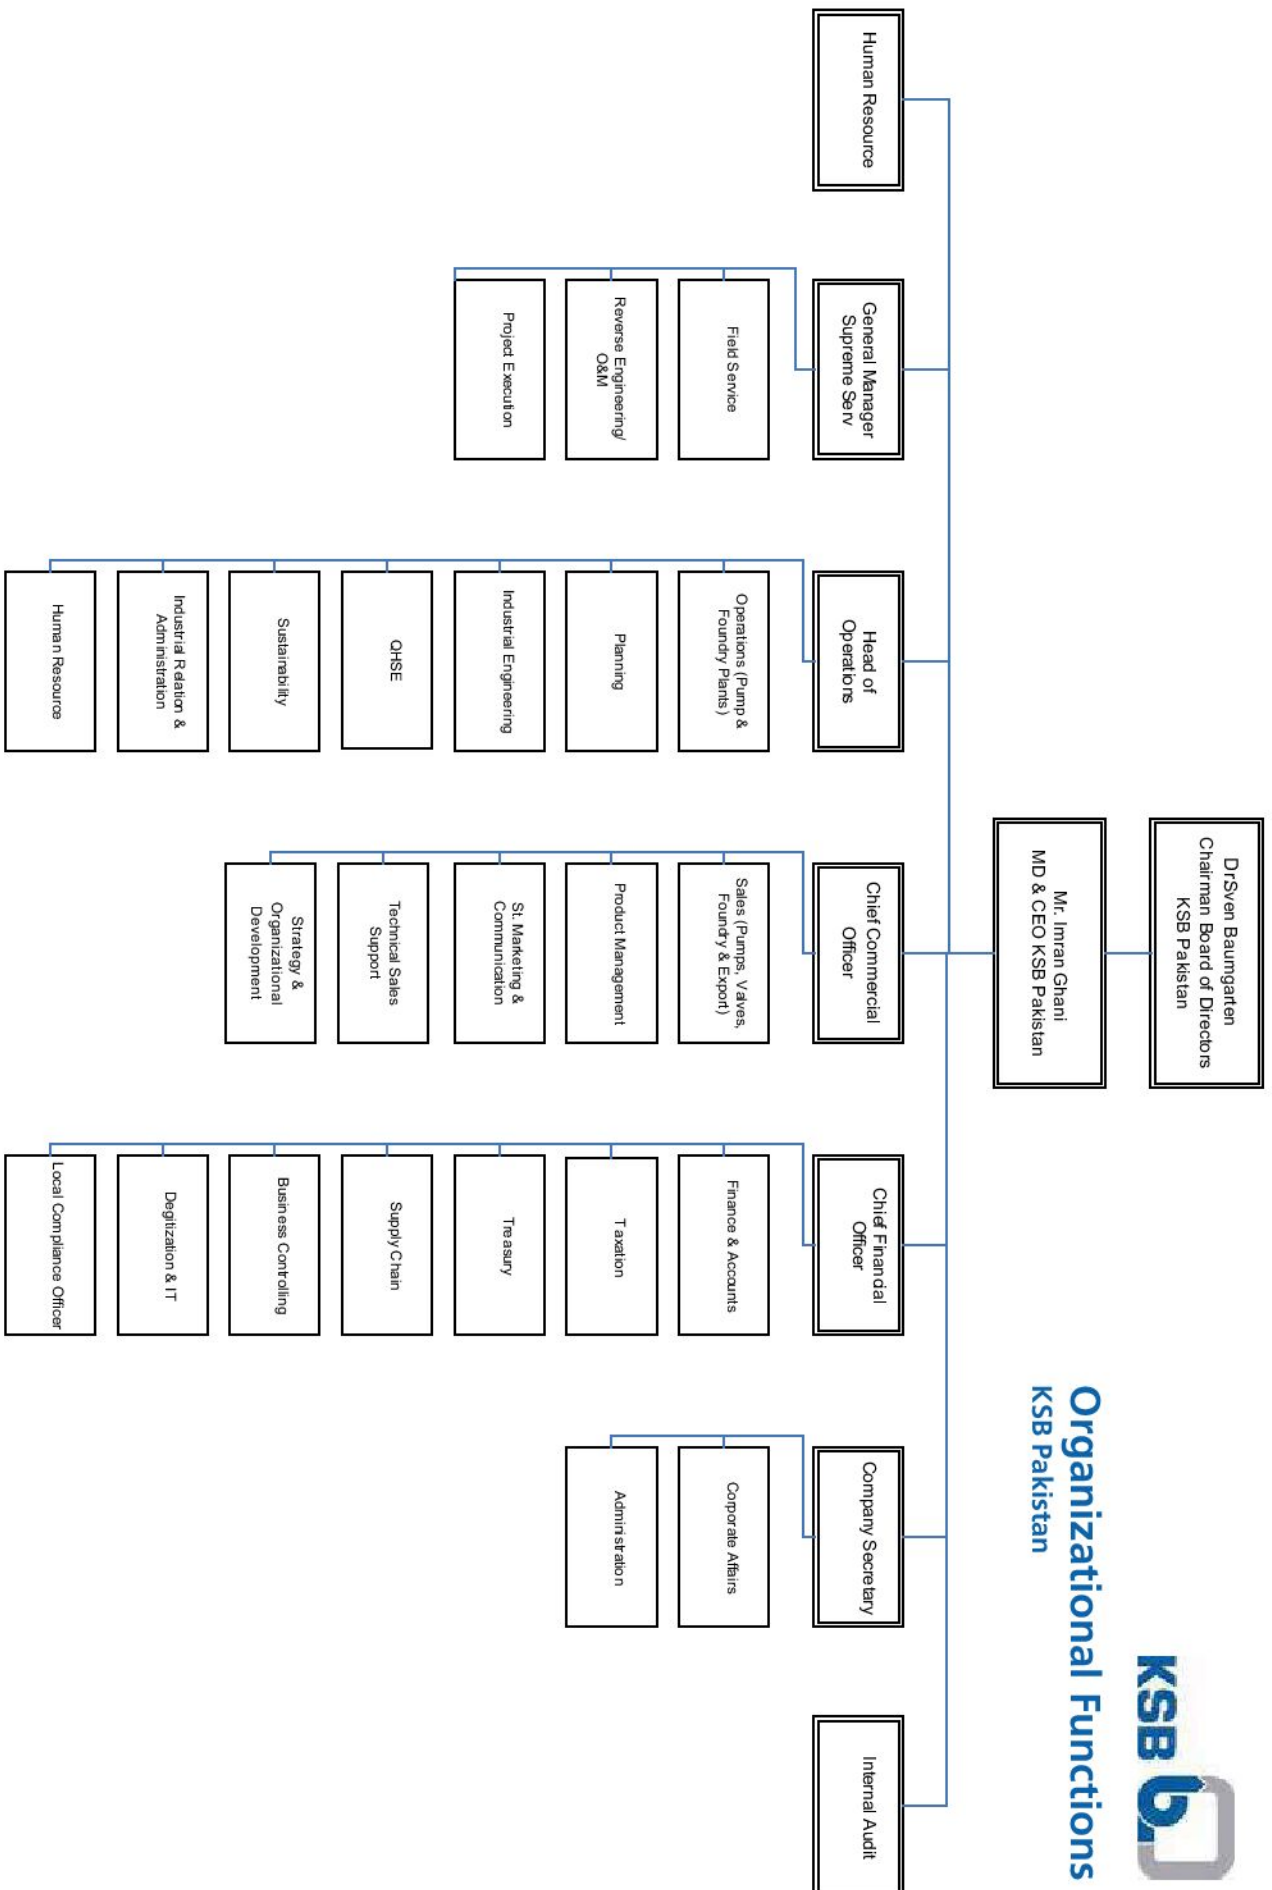 KSB
Organizational Functions
KSB Pakistan
DrSven Baumgarten
Chairman Board of Directors
KSB Pakistan
Mr. Imran Ghani
MD & CEO KSB Pakistan
Human Resource
General Manager
Supreme Serv
Field Service
Reverse Engineering/
O&M
Project Execution
Head of
Operations
Operations (Pump &
Foundry Plants)
Planning
Industrial Engineering
QHSE
Sustainability
Industrial Relation &
Administration
Human Resource
Chief Commercial
Officer
Sales (Pumps, Valves,
Foundry & Export)
Product Management
St. Marketing &
Communication
Technical Sales
Support
Strategy &
Organizational
Development
Chief Financial
Officer
Finance & Accounts
Taxation
Treasury
Supply Chain
Business Controlling
Degitization & IT
Local Compliance Officer
Company Secretary
Corporate Affairs
Administration
Internal Audit